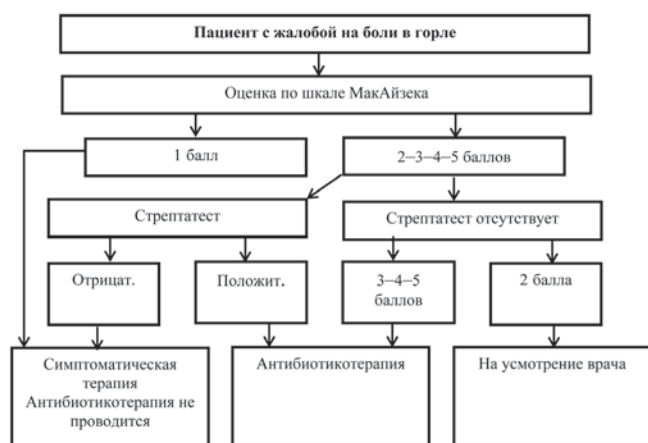 Пациент с жалобой на боли в горле
Оценка по шкале МакАйзека
1 балл
2–3–4–5 баллов
Стрептатест
Стрептатест отсутствует
Отрицат.
Положит.
3–4–5
баллов
2 балла
Симптоматическая
терапия
Антибиотикотерапия не
проводится
Антибиотикотерапия
На усмотрение врача